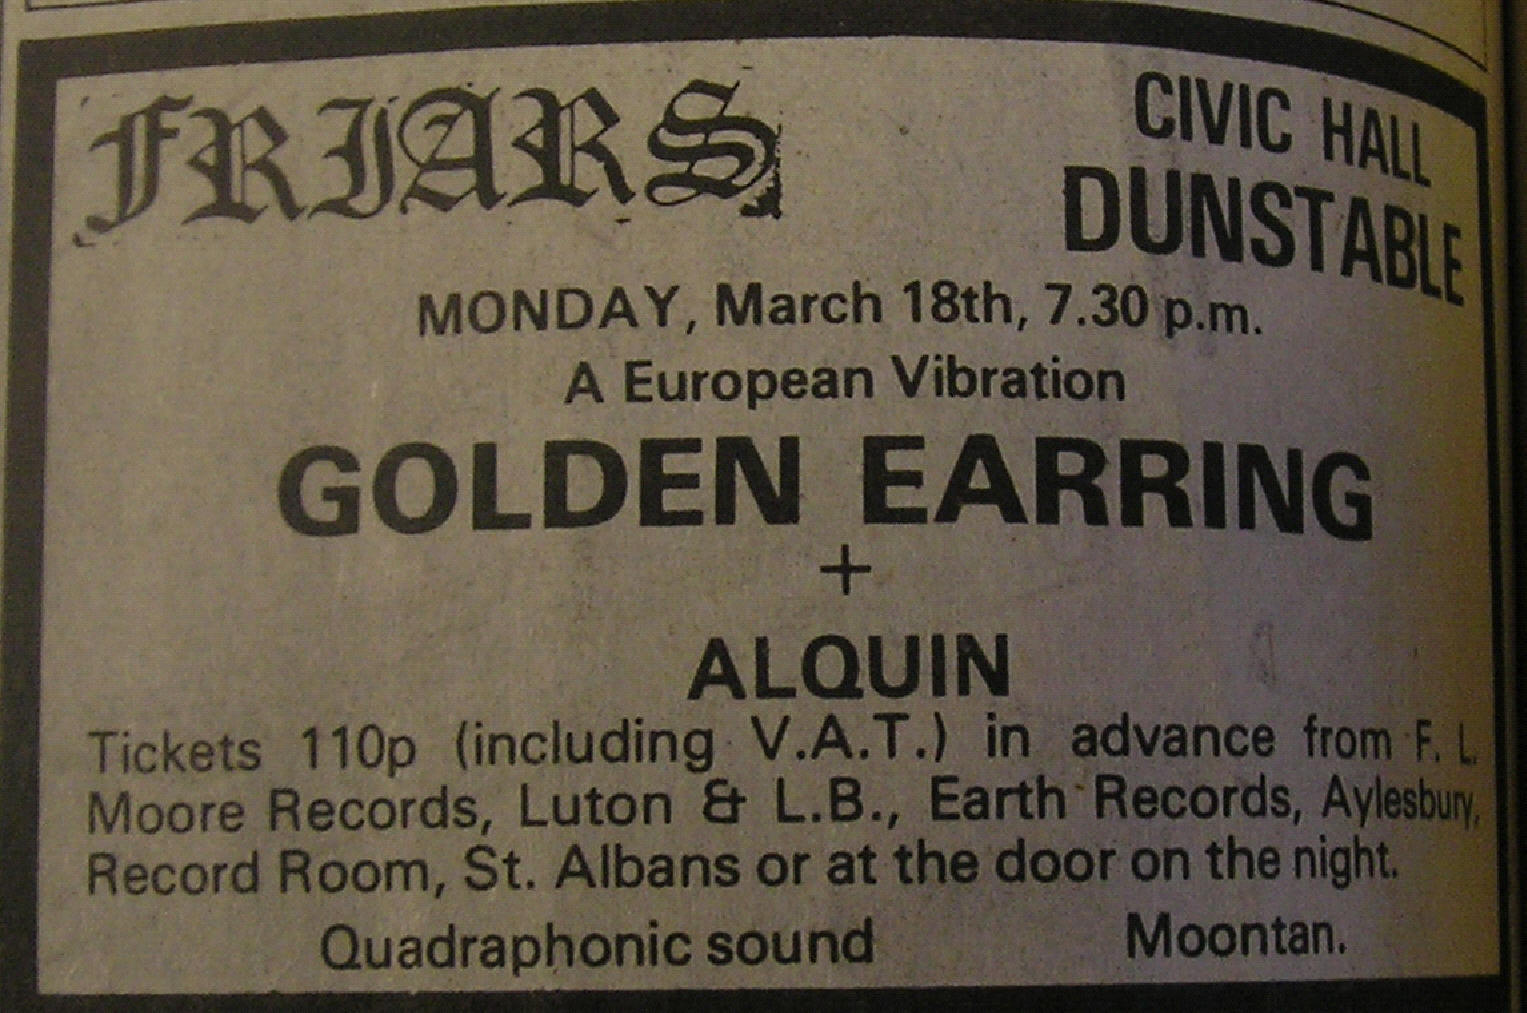 FRIARS
CIVIC HALL
DUNSTABLE
MONDAY, March 18th, 7.30 p.m.
A European Vibration
GOLDEN EARRING
+
ALQUIN
Tickets 110p (including V.A.T.) in advance from F. L.
Moore Records, Luton & L.B., Earth Records, Aylesbury,
Record Room, St. Albans or at the door on the night.
Quadraphonic sound Moontan.